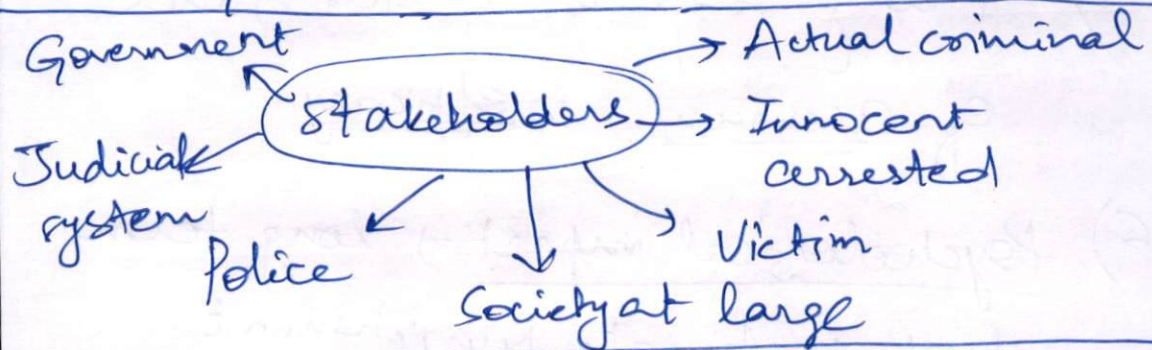 Government
Actual criminal
Stakeholders
Innocent
arrested
Judicial
system
Police
Victim
Society at large